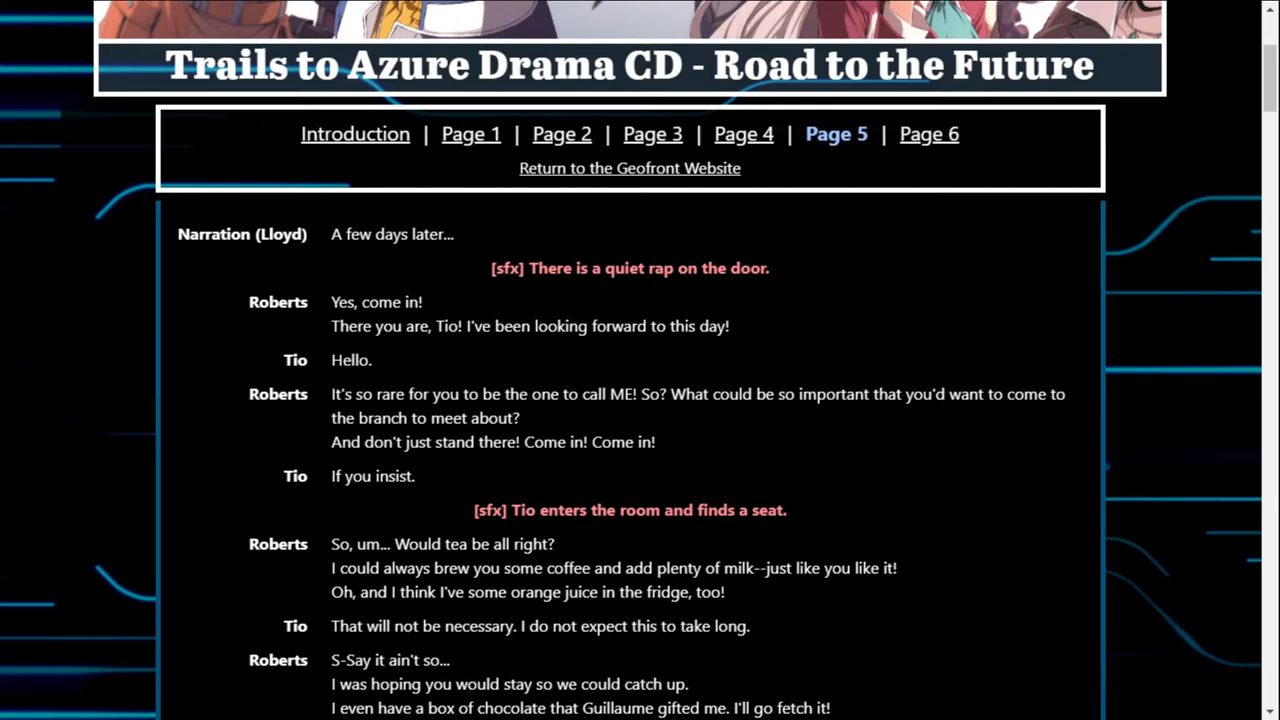 Trails to Azure Drama CD - Road to the Future
Introduction | Page 1 | Page 2 | Page 3 | Page 4 | Page 5 | Page 6
Return to the Geofront Website
Narration (Lloyd) A few days later...
[sfx] There is a quiet rap on the door.
Roberts Yes, come in!
There you are, Tio! I've been looking forward to this day!
Tio Hello.
Roberts It's so rare for you to be the one to call ME! So? What could be so important that you'd want to come to
the branch to meet about?
And don't just stand there! Come in! Come in!
Tio If you insist.
[sfx] Tio enters the room and finds a seat.
Roberts So, um... Would tea be all right?
I could always brew you some coffee and add plenty of milk--just like you like it!
Oh, and I think I've some orange juice in the fridge, too!
Tio That will not be necessary. I do not expect this to take long.
Roberts S-Say it ain't so...
I was hoping you would stay so we could catch up.
I even have a box of chocolate that Guillaume gifted me. I'll go fetch it!